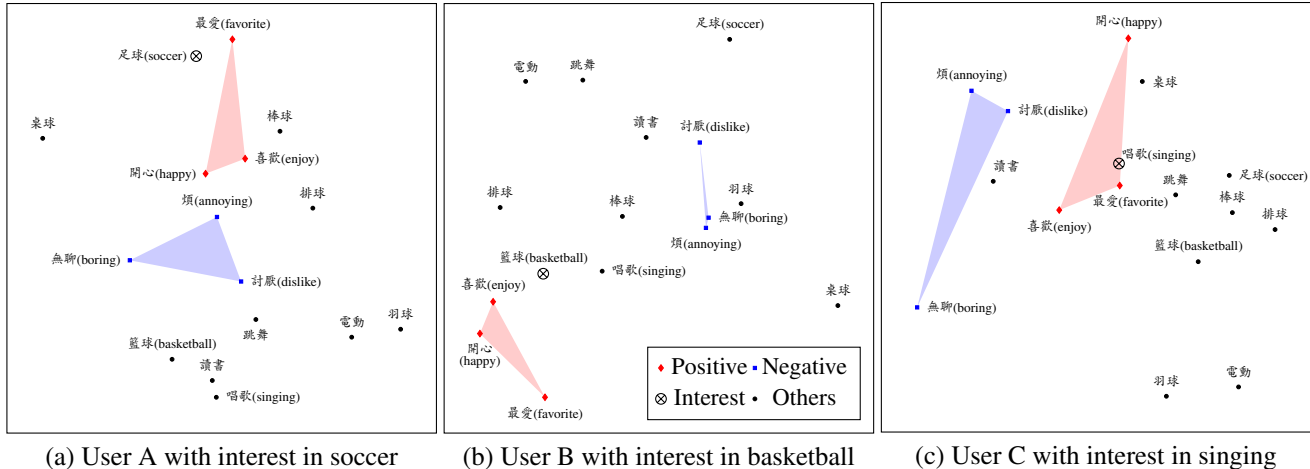 最愛(favorite)
足球(soccer)
桌球
棒球
喜歡(enjoy)
開心(happy)
排球
煩(annoying)
無聊(boring)
討厭(dislike)
跳舞
電動
羽球
籃球(basketball)
讀書
唱歌(singing)
(a) User A with interest in soccer
足球(soccer)
電動
跳舞
讀書
討厭(dislike)
排球
棒球
羽球
無聊(boring)
煩(annoying)
籃球(basketball)
唱歌(singing)
喜歡(enjoy)
桌球
開心
(happy)
最愛(favorite)
Positive
Negative
Interest
Others
(b) User B with interest in basketball
開心(happy)
煩(annoying)
桌球
討厭(dislike)
唱歌(singing)
讀書
足球(soccer)
跳舞
最愛(favorite)
棒球
喜歡(enjoy)
排球
籃球(basketball)
無聊(boring)
羽球
電動
(c) User C with interest in singing